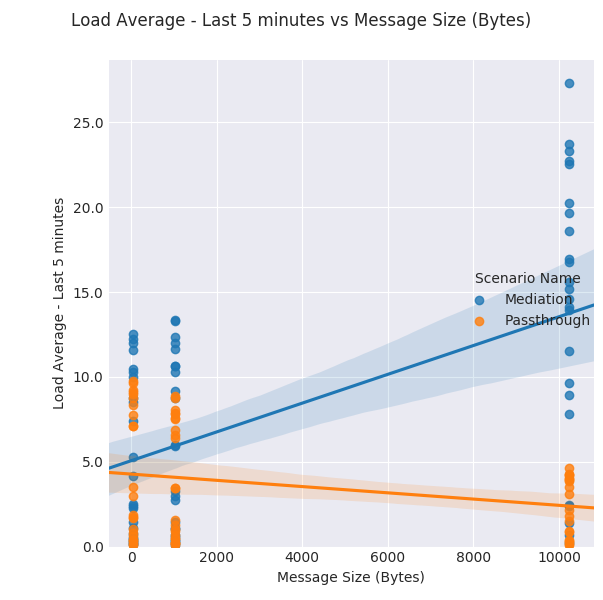 Load Average - Last 5 minutes vs Message Size (Bytes)
25.0
20.0
15.0
10.0
5.0
0.0
Load Average - Last 5 minutes
Scenario Name
Mediation
Passthrough
0 2000 4000 6000 8000 10000
Message Size (Bytes)